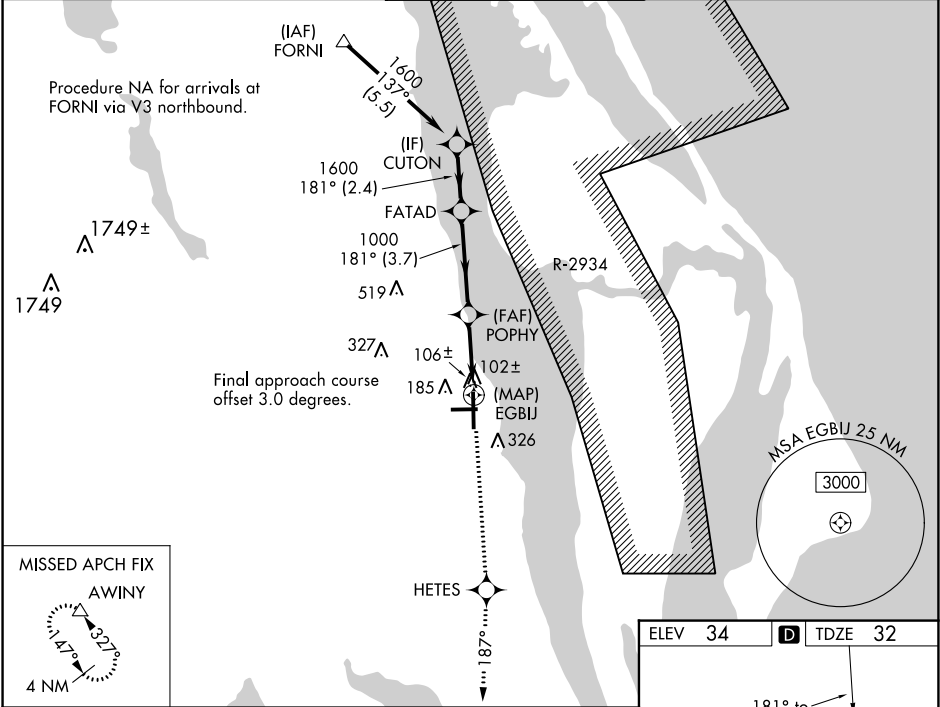 (IAF)
FORNI
Procedure NA for arrivals at
FORNI via V3 northbound.
1600
137°
(5.5)
(IF)
CUTON
1600
181° (2.4)
FATAD
1749±
1749
1000
181° (3.7)
519
R-2934
(FAF)
POPHY
327
106±
102±
Final approach course
offset 3.0 degrees.
185
(MAP)
EGBIJ
326
MSA EGBIJ 25 NM
3000
MISSED APCH FIX
AWINY
327°
147°
4 NM
HETES
187°
ELEV 34 D TDZE 32
181° to